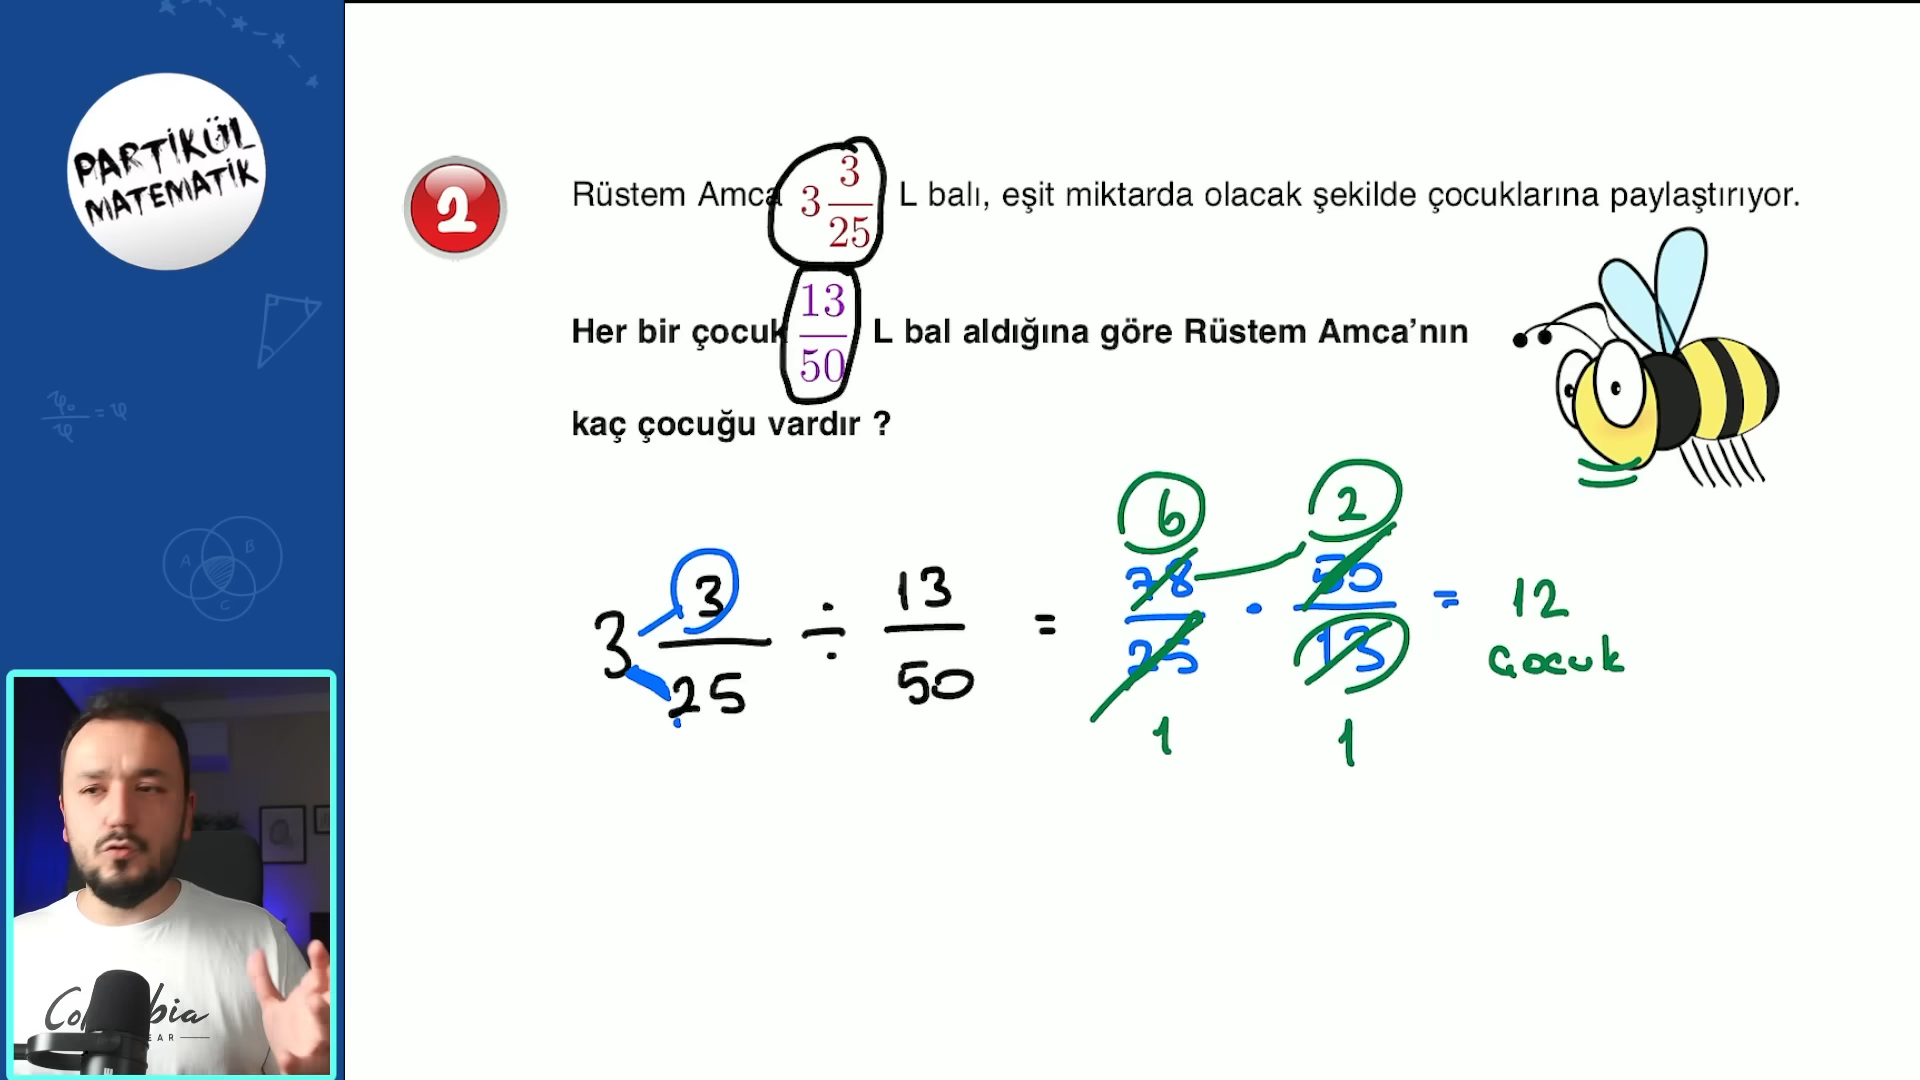 PARTİKÜL
MATEMATİK
2
Rüstem Amca 3 3/25 L balı, eşit miktarda olacak şekilde çocuklarına paylaştırıyor.
Her bir çocuk 13/50 L bal aldığına göre Rüstem Amca'nın
kaç çocuğu vardır ?
6 2
3 3/25 ÷ 13/50 = 78/25 · 50/13 = 12
çocuk
1 1
A B
C